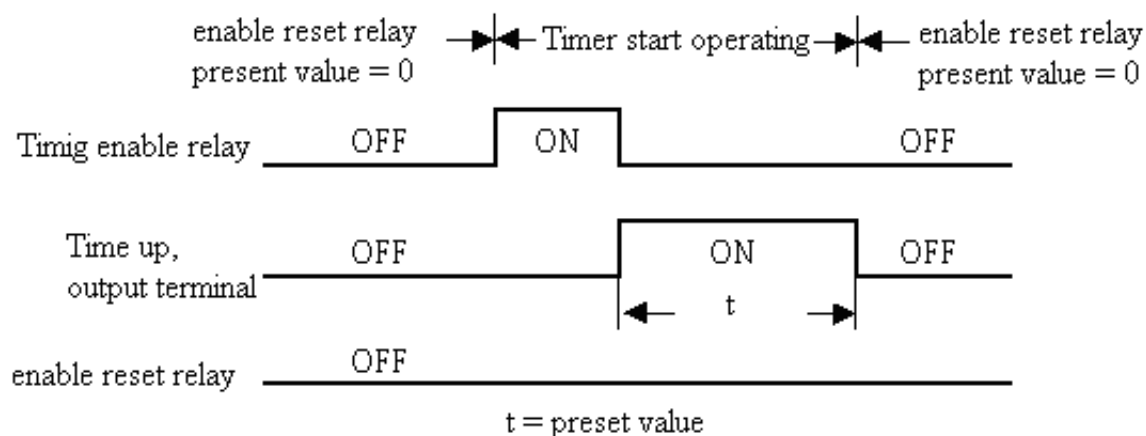 enable reset relay
present value = 0
Timer start operating
enable reset relay
present value = 0
Timig enable relay
OFF
ON
OFF
Time up,
output terminal
OFF
ON
OFF
t
enable reset relay
OFF
t = preset value